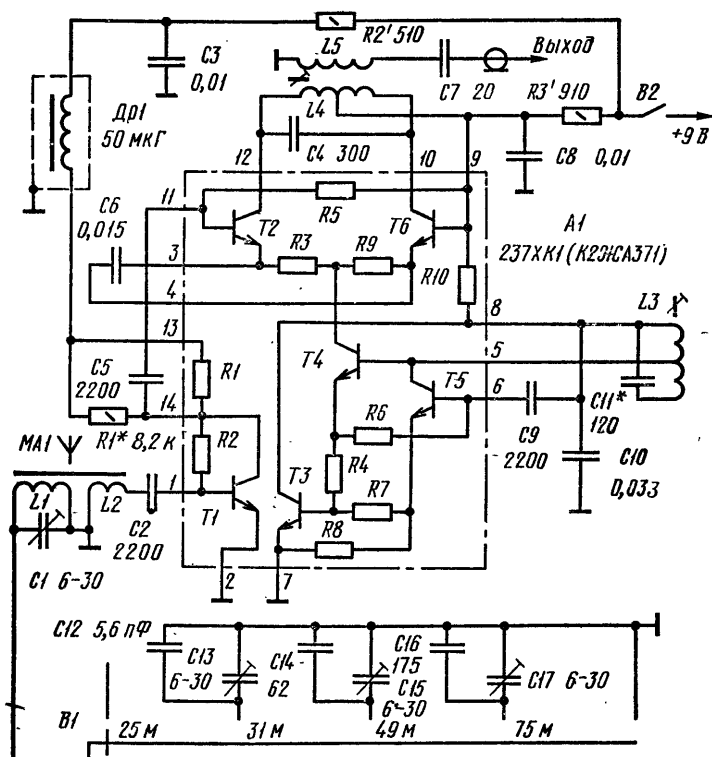 R2' 510
C3
0,01
L5
Выход
C7 20
R3' 910
B2
+9 В
Др1
50 мкГ
L4
12
C4 300
10
9
C8 0,01
11
R5
C6
0,015
T2
T6
A1
237ХК1 (К2ЖА371)
3
R3
R9
R10
4
8
L3
13
T4
5
C5
2200
R1
T5
6
C11*
120
14
R1* 8,2 к
R6
C9
2200
C10
0,033
MA1
R2
T3
R4
L1
L2
1
T1
R7
C2
2200
R8
2
7
C1 6-30
C12 5,6 пФ
C13
6-30
C14
62
C16
175
C15
6-30
C17 6-30
B1
25 м
31 м
49 м
75 м